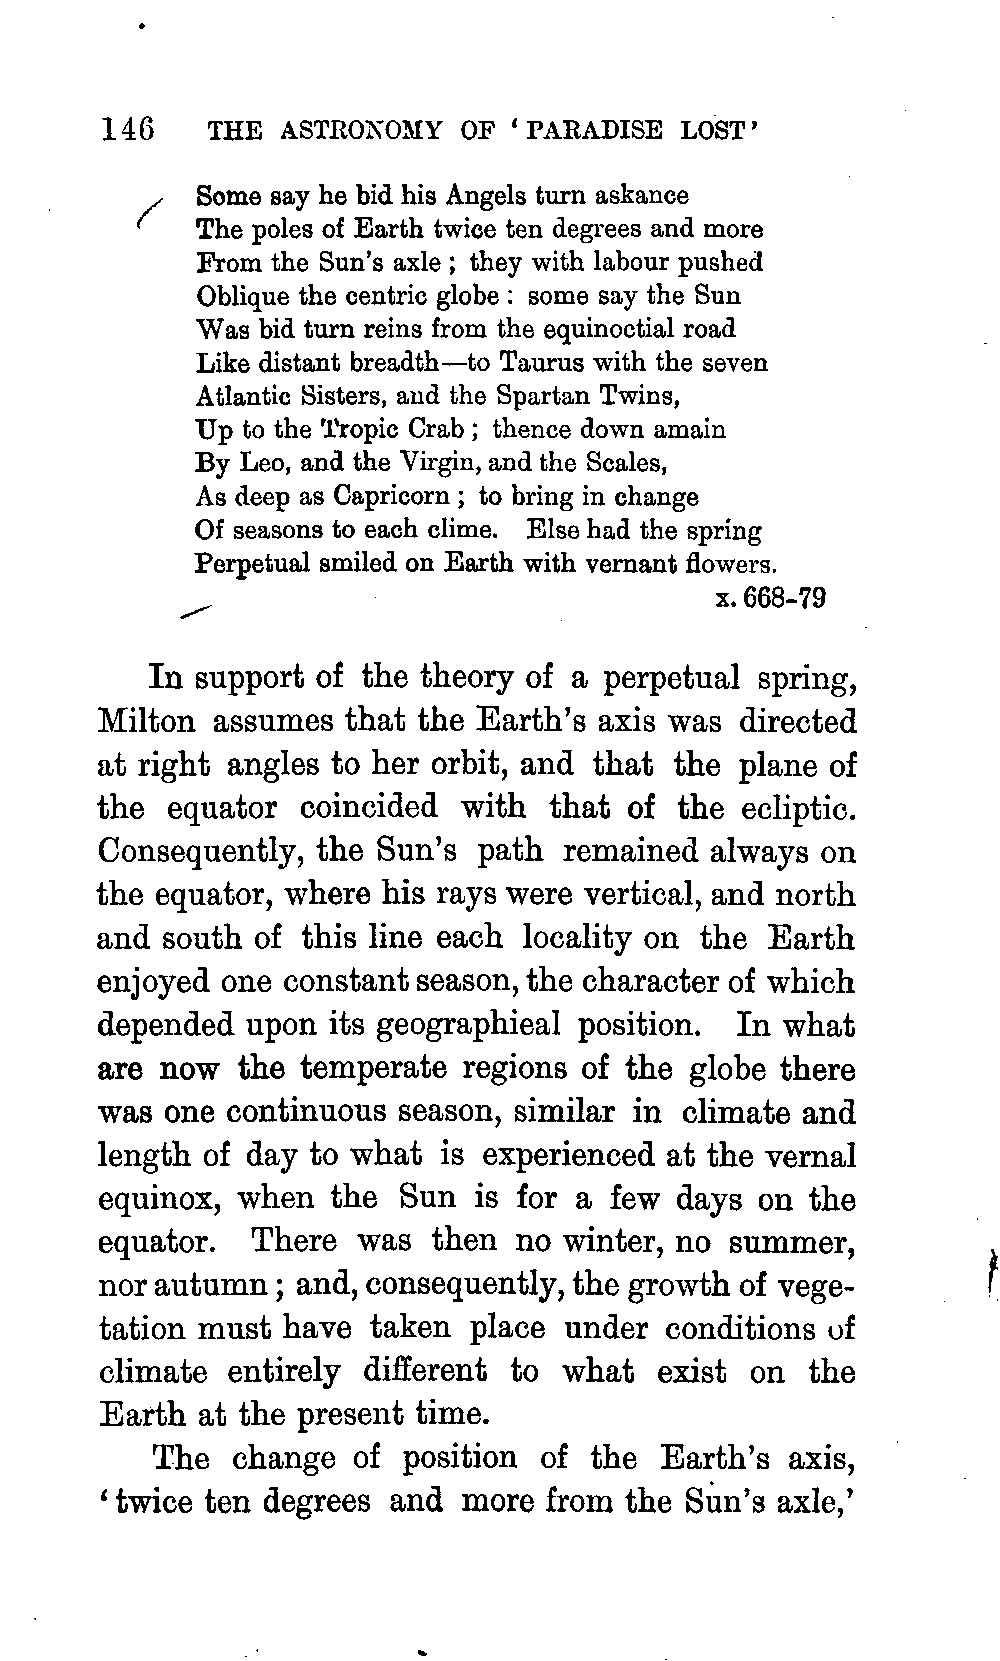 146 THE ASTRONOMY OF ‘ PARADISE LOST’
Some say he bid his Angels turn askance
The poles of Earth twice ten degrees and more
From the Sun's axle ; they with labour pushed
Oblique the centric globe : some say the Sun
Was bid turn reins from the equinoctial road
Like distant breadth—to Taurus with the seven
Atlantic Sisters, and the Spartan Twins,
Up to the Tropic Crab ; thence down amain
By Leo, and the Virgin, and the Scales,
As deep as Capricorn ; to bring in change
Of seasons to each clime. Else had the spring
Perpetual smiled on Earth with vernant flowers.
x. 668-79
In support of the theory of a perpetual spring,
Milton assumes that the Earth's axis was directed
at right angles to her orbit, and that the plane of
the equator coincided with that of the ecliptic.
Consequently, the Sun's path remained always on
the equator, where his rays were vertical, and north
and south of this line each locality on the Earth
enjoyed one constant season, the character of which
depended upon its geographieal position. In what
are now the temperate regions of the globe there
was one continuous season, similar in climate and
length of day to what is experienced at the vernal
equinox, when the Sun is for a few days on the
equator. There was then no winter, no summer,
nor autumn ; and, consequently, the growth of vege-
tation must have taken place under conditions of
climate entirely different to what exist on the
Earth at the present time.
The change of position of the Earth's axis,
‘ twice ten degrees and more from the Sun's axle,’